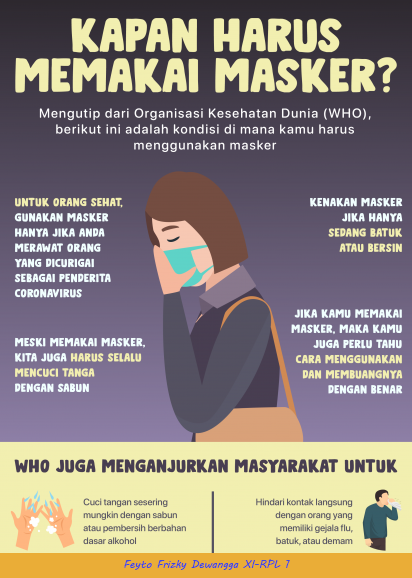 KAPAN HARUS
MEMAKAI MASKER?
Mengutip dari Organisasi Kesehatan Dunia (WHO),
berikut ini adalah kondisi di mana kamu harus
menggunakan masker
UNTUK ORANG SEHAT,
GUNAKAN MASKER
HANYA JIKA ANDA
MERAWAT ORANG
YANG DICURIGAI
SEBAGAI PENDERITA
CORONAVIRUS
KENAKAN MASKER
JIKA HANYA
SEDANG BATUK
ATAU BERSIN
MESKI MEMAKAI MASKER,
KITA JUGA HARUS SELALU
MENCUCI TANGA
DENGAN SABUN
JIKA KAMU MEMAKAI
MASKER, MAKA KAMU
JUGA PERLU TAHU
CARA MENGGUNAKAN
DAN MEMBUANGNYA
DENGAN BENAR
WHO JUGA MENGANJURKAN MASYARAKAT UNTUK
Cuci tangan sesering
mungkin dengan sabun
atau pembersih berbahan
dasar alkohol
Hindari kontak langsung
dengan orang yang
memiliki gejala flu,
batuk, atau demam
Feyto Frizky Dewangga XI-RPL 1